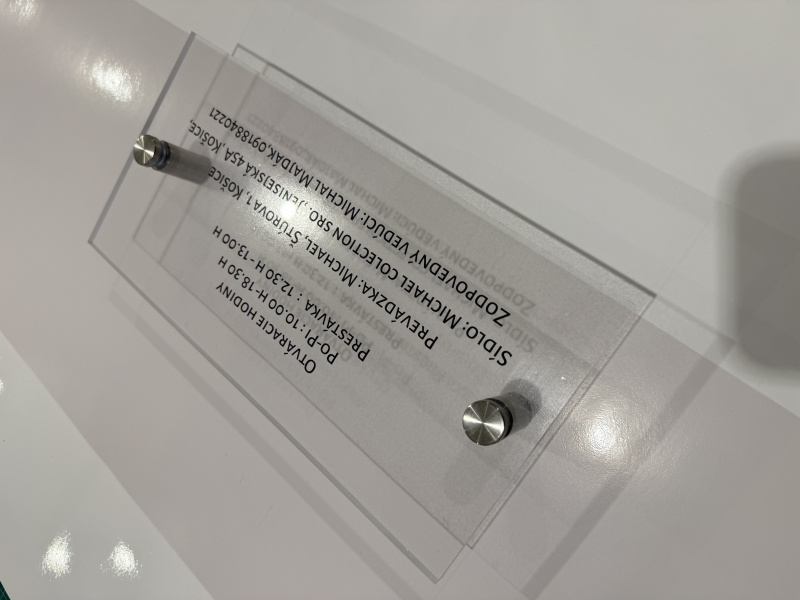 OTVÁRACIE HODINY
PO-PI : 10.00 H-18.30 H
PRESTÁVKA : 12.30 H -13.00 H
PREVÁDZKA: MICHAEL, ŠTÚROVA 1, KOŠICE
SÍDLO: MICHAEL COLECTION SRO, JENISEJSKÁ 45A, KOŠICE,
ZODPOVEDNÝ VEDÚCI: MICHAL MAJDÁK, 0918840221